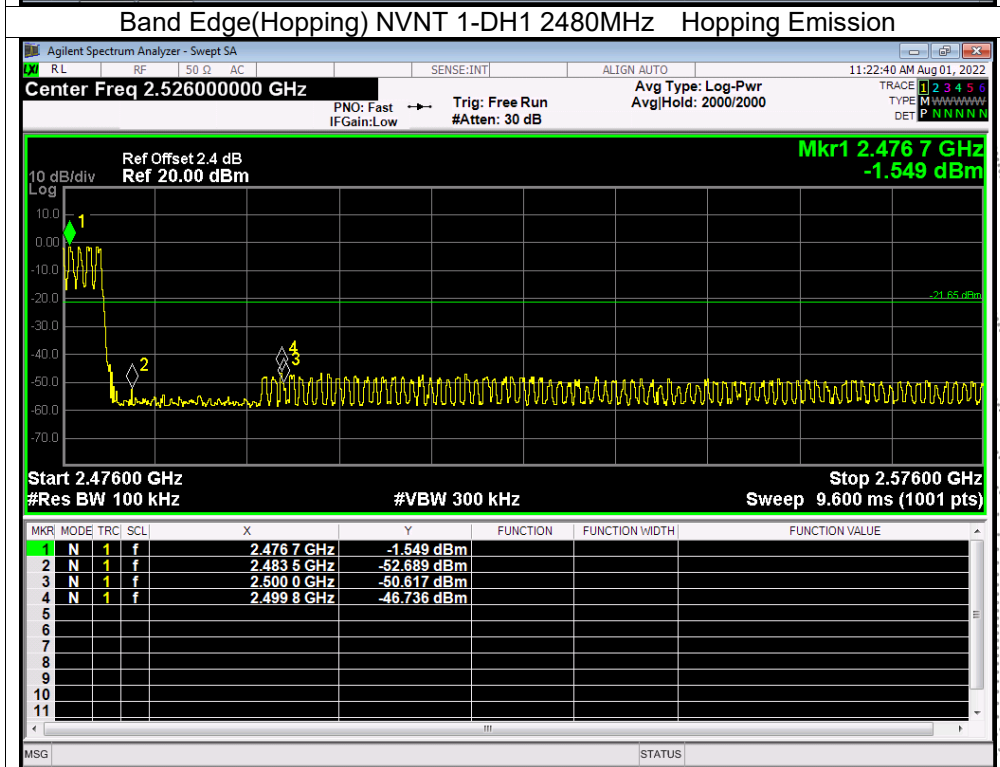 Band Edge(Hopping) NVNT 1-DH1 2480MHz Hopping Emission
Agilent Spectrum Analyzer - Swept SA
LXI RL RF 50 Ω AC SENSE:INT ALIGN AUTO 11:22:40 AM Aug 01, 2022
Center Freq 2.526000000 GHz Avg Type: Log-Pwr TRACE 1 2 3 4 5 6
PNO: Fast Trig: Free Run Avg|Hold: 2000/2000 TYPE M WWWWW
IFGain:Low #Atten: 30 dB DET P N N N N N
Mkr1 2.476 7 GHz
Ref Offset 2.4 dB -1.549 dBm
10 dB/div Ref 20.00 dBm
Log
10.0
1
0.00
-10.0
-20.0 -21.65 dBm
-30.0
-40.0 4
2 3
-50.0
-60.0
-70.0
Start 2.47600 GHz Stop 2.57600 GHz
#Res BW 100 kHz #VBW 300 kHz Sweep 9.600 ms (1001 pts)
MKR MODE TRC SCL X Y FUNCTION FUNCTION WIDTH FUNCTION VALUE
1 N 1 f 2.476 7 GHz -1.549 dBm
2 N 1 f 2.483 5 GHz -52.689 dBm
3 N 1 f 2.500 0 GHz -50.617 dBm
4 N 1 f 2.499 8 GHz -46.736 dBm
5
6
7
8
9
10
11
MSG STATUS